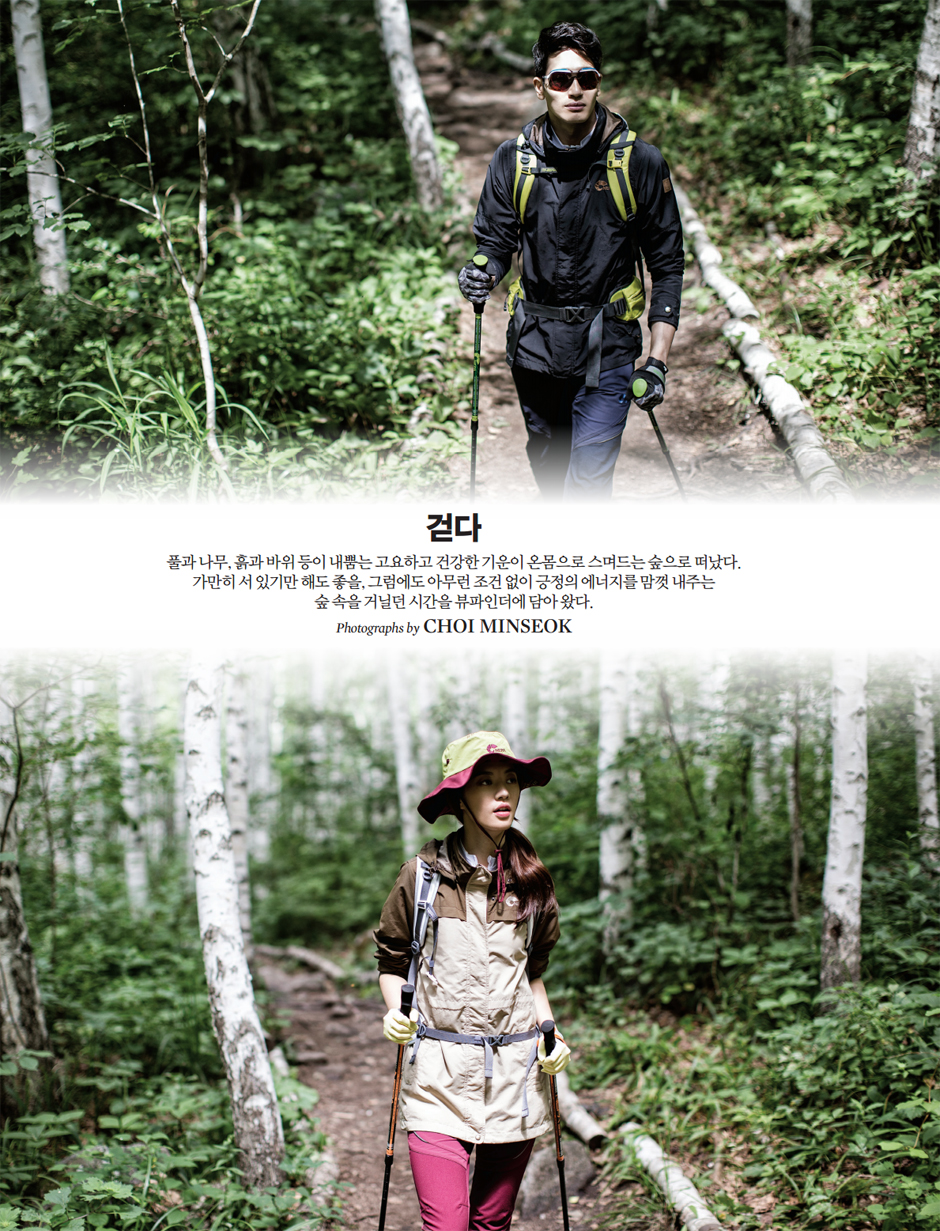 걷다
풀과 나무, 흙과 바위 등이 내뿜는 고요하고 건강한 기운이 온몸으로 스며드는 숲으로 떠났다.
가만히 서 있기만 해도 좋을, 그럼에도 아무런 조건 없이 긍정의 에너지를 맘껏 내주는
숲 속을 거닐던 시간을 뷰파인더에 담아 왔다.
Photographs by CHOI MINSEOK